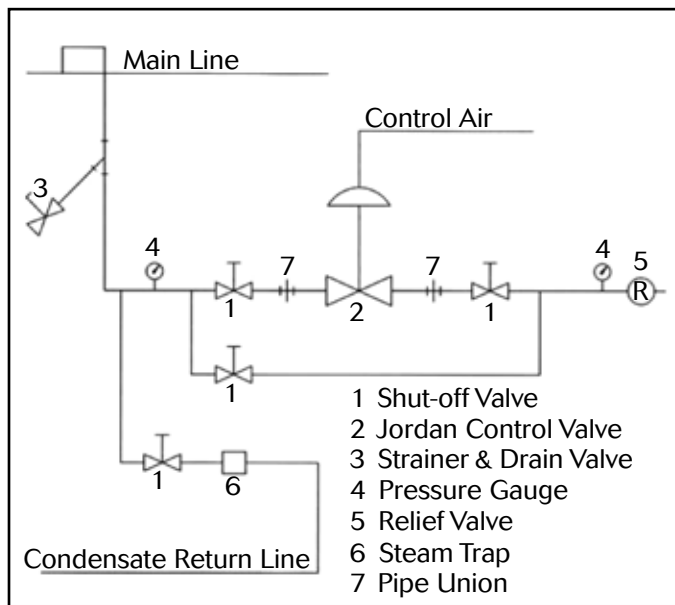 Main Line
Control Air
3
4
7
7
4
5
R
1
2
1
1
1
6
Condensate Return Line
1 Shut-off Valve
2 Jordan Control Valve
3 Strainer & Drain Valve
4 Pressure Gauge
5 Relief Valve
6 Steam Trap
7 Pipe Union